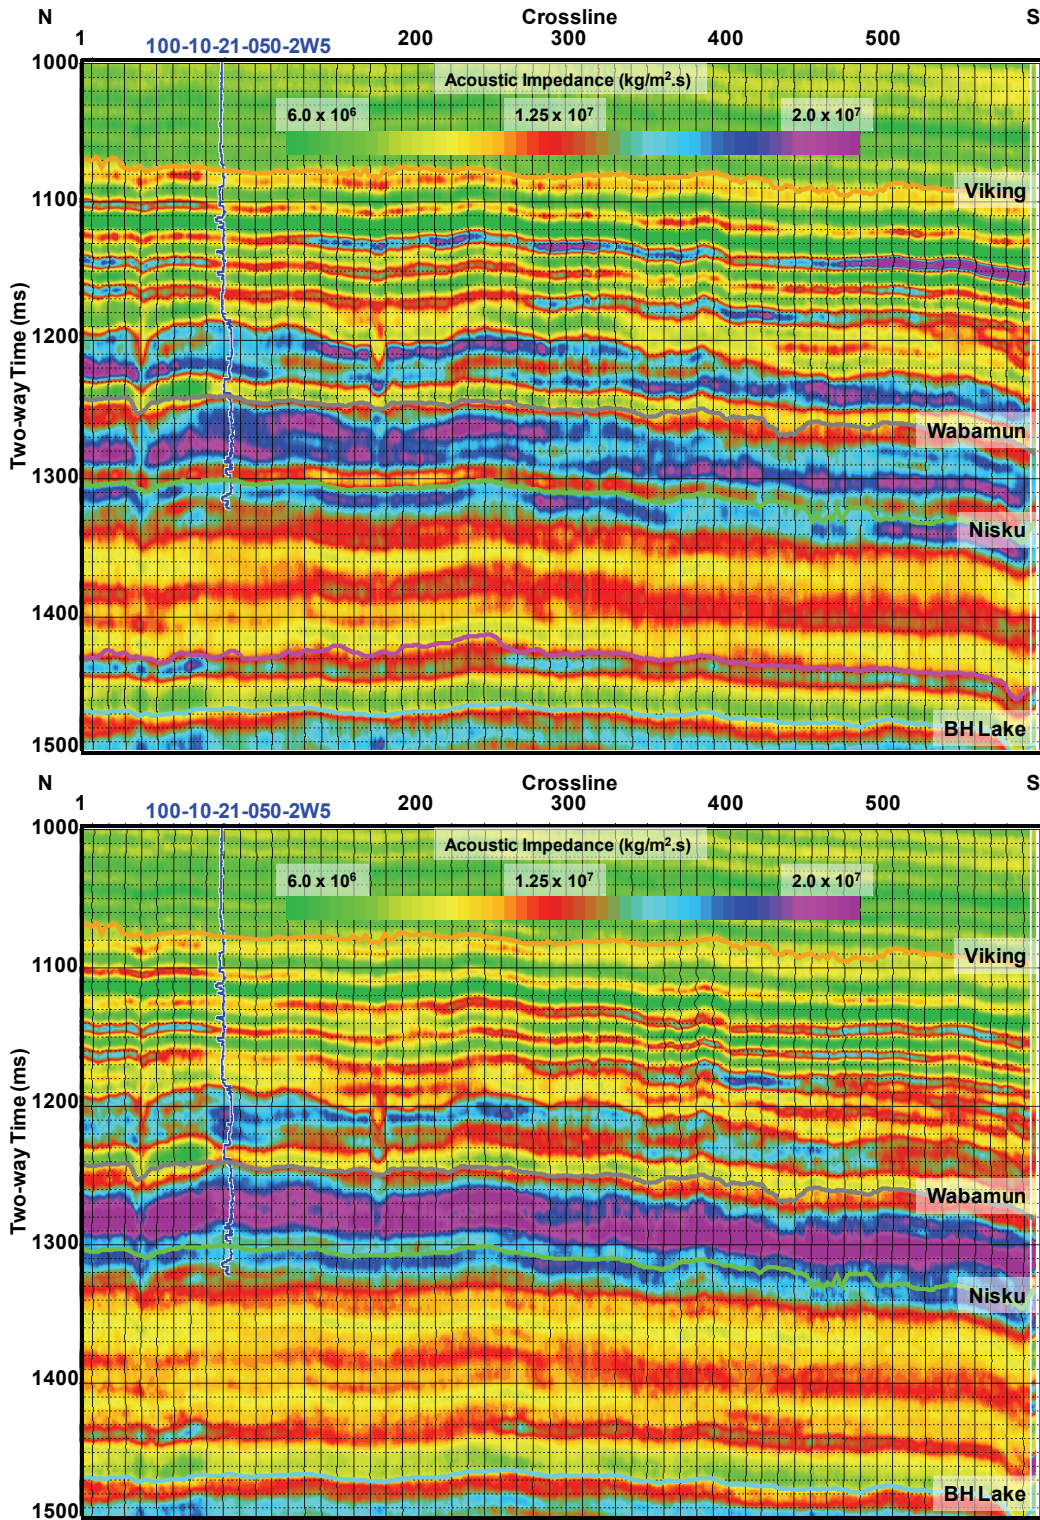 N Crossline S
1 100-10-21-050-2W5 200 300 400 500
1000
Acoustic Impedance (kg/m².s)
6.0 x 10⁶ 1.25 x 10⁷ 2.0 x 10⁷
Viking
1100
1200
Two-way Time (ms)
Wabamun
1300
Nisku
1400
BH Lake
1500
N Crossline S
1 100-10-21-050-2W5 200 300 400 500
1000
Acoustic Impedance (kg/m².s)
6.0 x 10⁶ 1.25 x 10⁷ 2.0 x 10⁷
Viking
1100
1200
Two-way Time (ms)
Wabamun
1300
Nisku
1400
BH Lake
1500